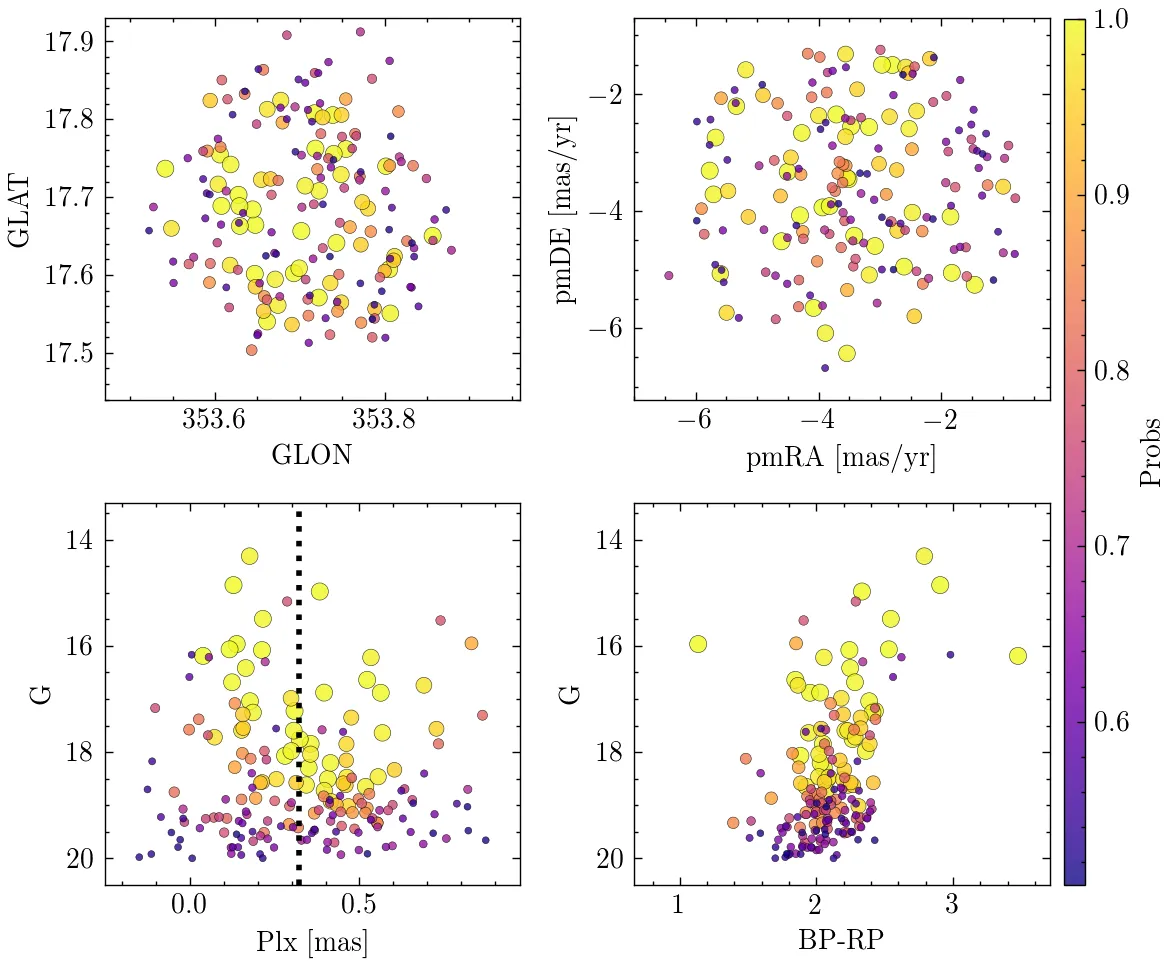 17.9
17.8
17.7
17.6
17.5
GLAT
353.6 353.8
GLON
−2
−4
−6
pmDE [mas/yr]
−6 −4 −2
pmRA [mas/yr]
14
16
18
20
G
0.0 0.5
Plx [mas]
14
16
18
20
G
1 2 3
BP-RP
1.0
0.9
0.8
0.7
0.6
Probs